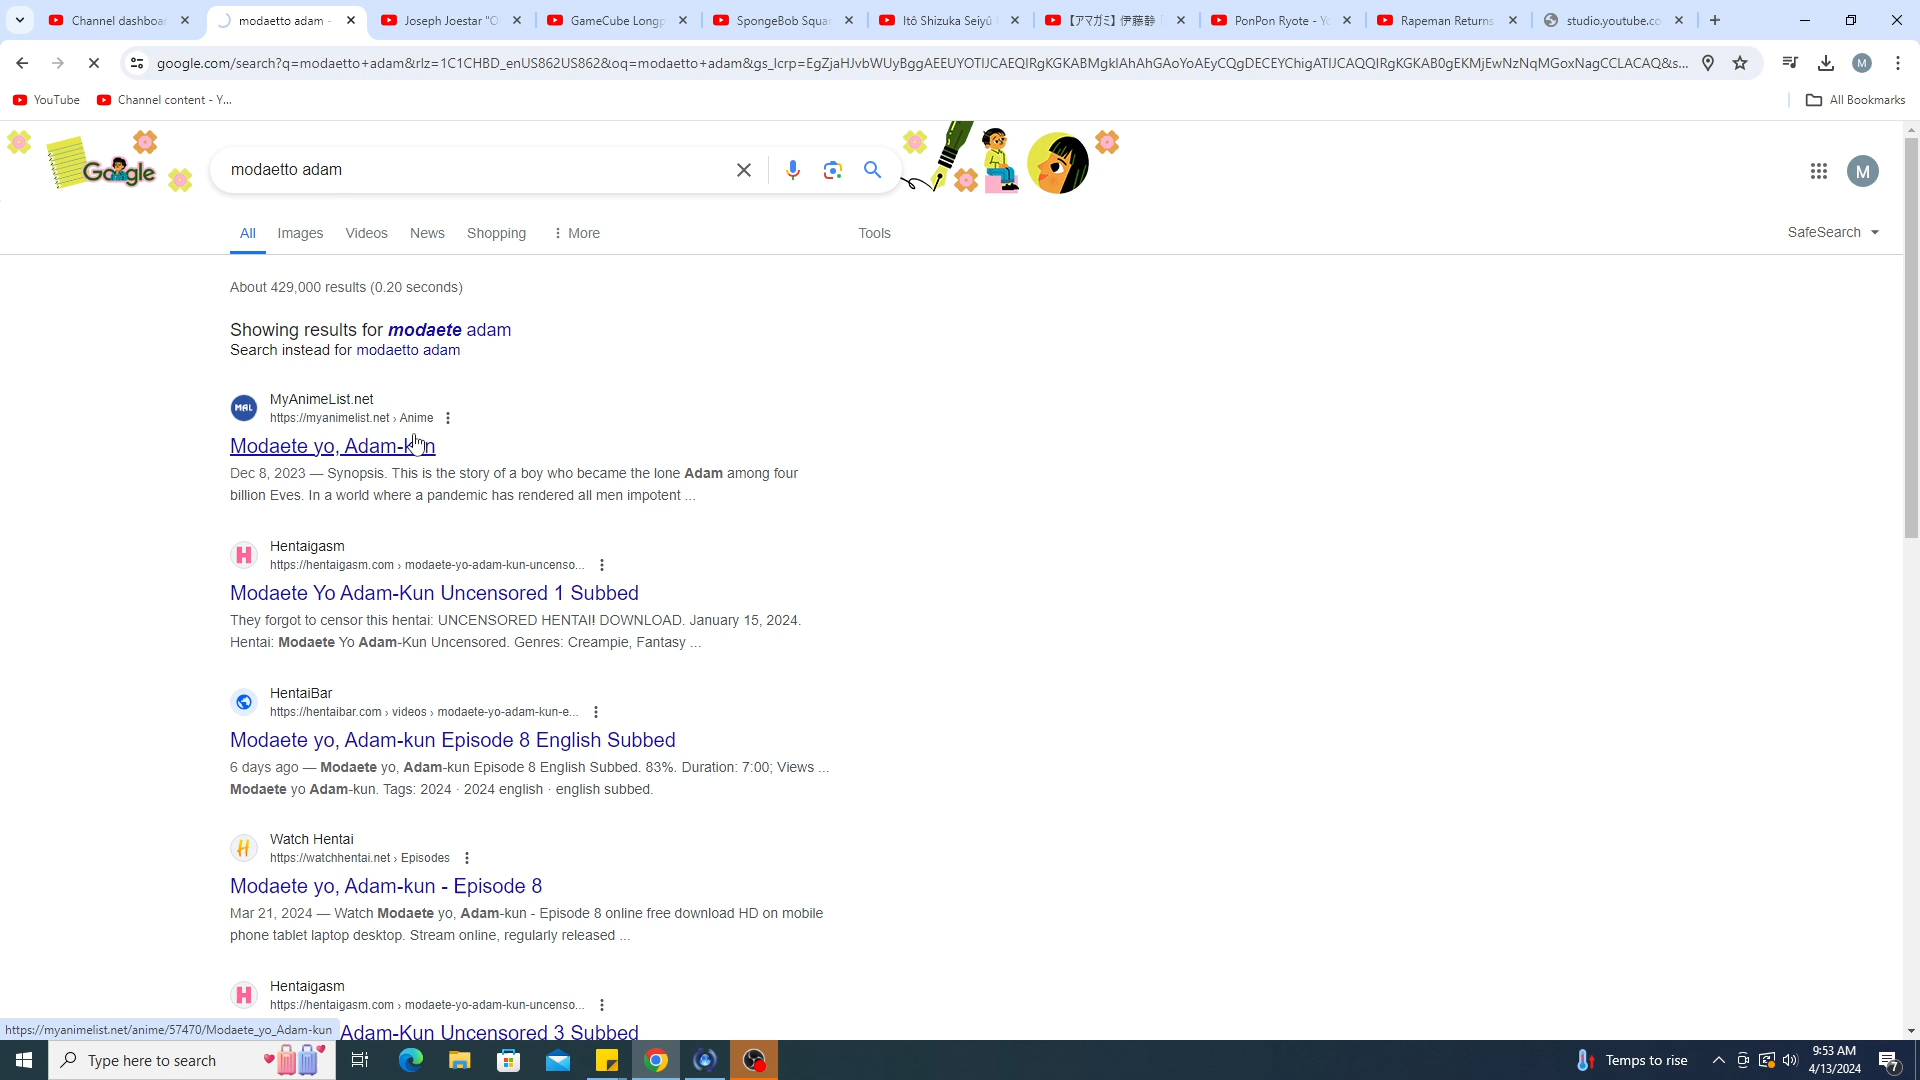 Channel dashboar
modaetto adam -
Joseph Joestar "O
GameCube Longp
SpongeBob Squar
Itô Shizuka Seiyû
【アマガミ】伊藤静
PonPon Ryote - Yo
Rapeman Returns
studio.youtube.co
google.com/search?q=modaetto+adam&rlz=1C1CHBD_enUS862US862&oq=modaetto+adam&gs_lcrp=EgZjaHJvbWUyBggAEEUYOTIJCAEQIRgKGKABMgkIAhAhGAoYoAEyCQgDECEYChigATIJCAQQIRgKGKAB0gEKMjEwNzNqMGoxNagCCLACAQ&s...
YouTube
Channel content - Y...
All Bookmarks
Google
modaetto adam
M
All
Images
Videos
News
Shopping
More
Tools
SafeSearch
About 429,000 results (0.20 seconds)
Showing results for modaete adam
Search instead for modaetto adam
MAL
MyAnimeList.net
https://myanimelist.net › Anime
Modaete yo, Adam-kun
Dec 8, 2023 — Synopsis. This is the story of a boy who became the lone Adam among four
billion Eves. In a world where a pandemic has rendered all men impotent ...
H
Hentaigasm
https://hentaigasm.com › modaete-yo-adam-kun-uncenso...
Modaete Yo Adam-Kun Uncensored 1 Subbed
They forgot to censor this hentai: UNCENSORED HENTAI! DOWNLOAD. January 15, 2024.
Hentai: Modaete Yo Adam-Kun Uncensored. Genres: Creampie, Fantasy ...
HentaiBar
https://hentaibar.com › videos › modaete-yo-adam-kun-e...
Modaete yo, Adam-kun Episode 8 English Subbed
6 days ago — Modaete yo, Adam-kun Episode 8 English Subbed. 83%. Duration: 7:00; Views ...
Modaete yo Adam-kun. Tags: 2024 · 2024 english · english subbed.
H
Watch Hentai
https://watchhentai.net › Episodes
Modaete yo, Adam-kun - Episode 8
Mar 21, 2024 — Watch Modaete yo, Adam-kun - Episode 8 online free download HD on mobile
phone tablet laptop desktop. Stream online, regularly released ...
H
Hentaigasm
https://hentaigasm.com › modaete-yo-adam-kun-uncenso...
Adam-Kun Uncensored 3 Subbed
https://myanimelist.net/anime/57470/Modaete_yo_Adam-kun
Type here to search
Temps to rise
9:53 AM
4/13/2024
7